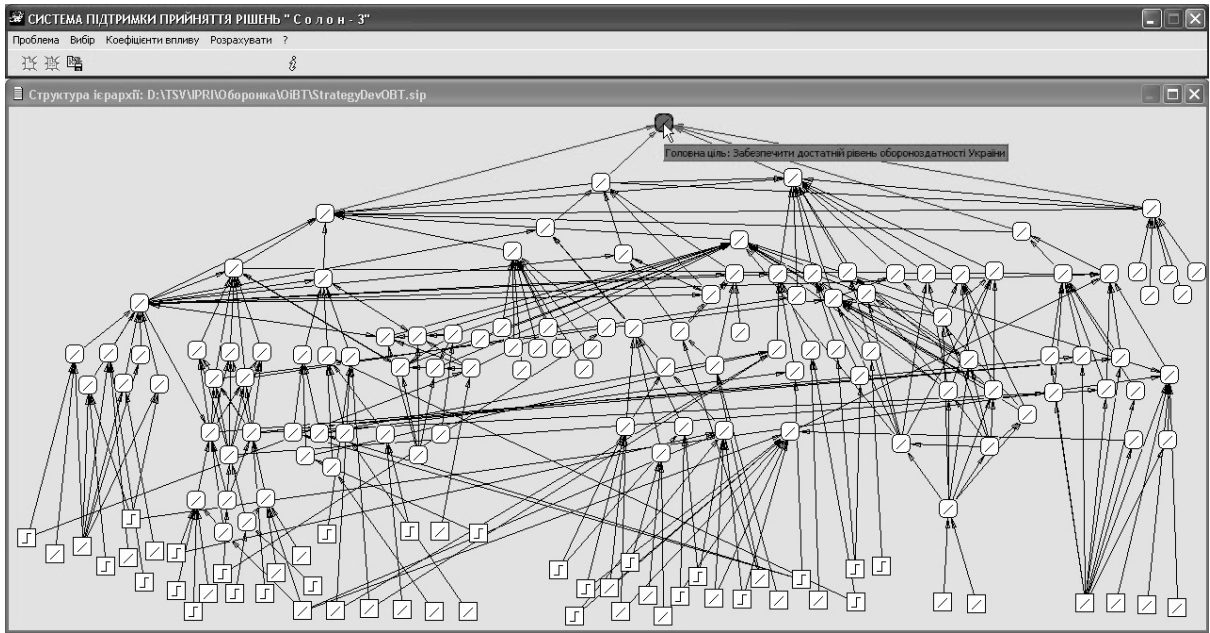 СИСТЕМА ПІДТРИМКИ ПРИЙНЯТТЯ РІШЕНЬ " С о л о н - 3"
Проблема Вибір Коефіцієнти впливу Розрахувати ?
Структура ієрархії: D:\TSV\IPRI\Оборонка\OiBT\StrategyDevOBT.sip
Головна ціль: Забезпечити достатній рівень обороноздатності України